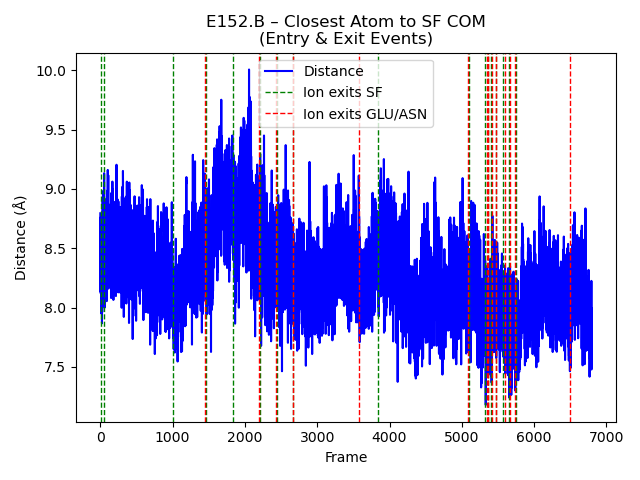 E152.B – Closest Atom to SF COM
(Entry & Exit Events)
Distance
Ion exits SF
Ion exits GLU/ASN
Distance (Å)
10.0
9.5
9.0
8.5
8.0
7.5
0 1000 2000 3000 4000 5000 6000 7000
Frame